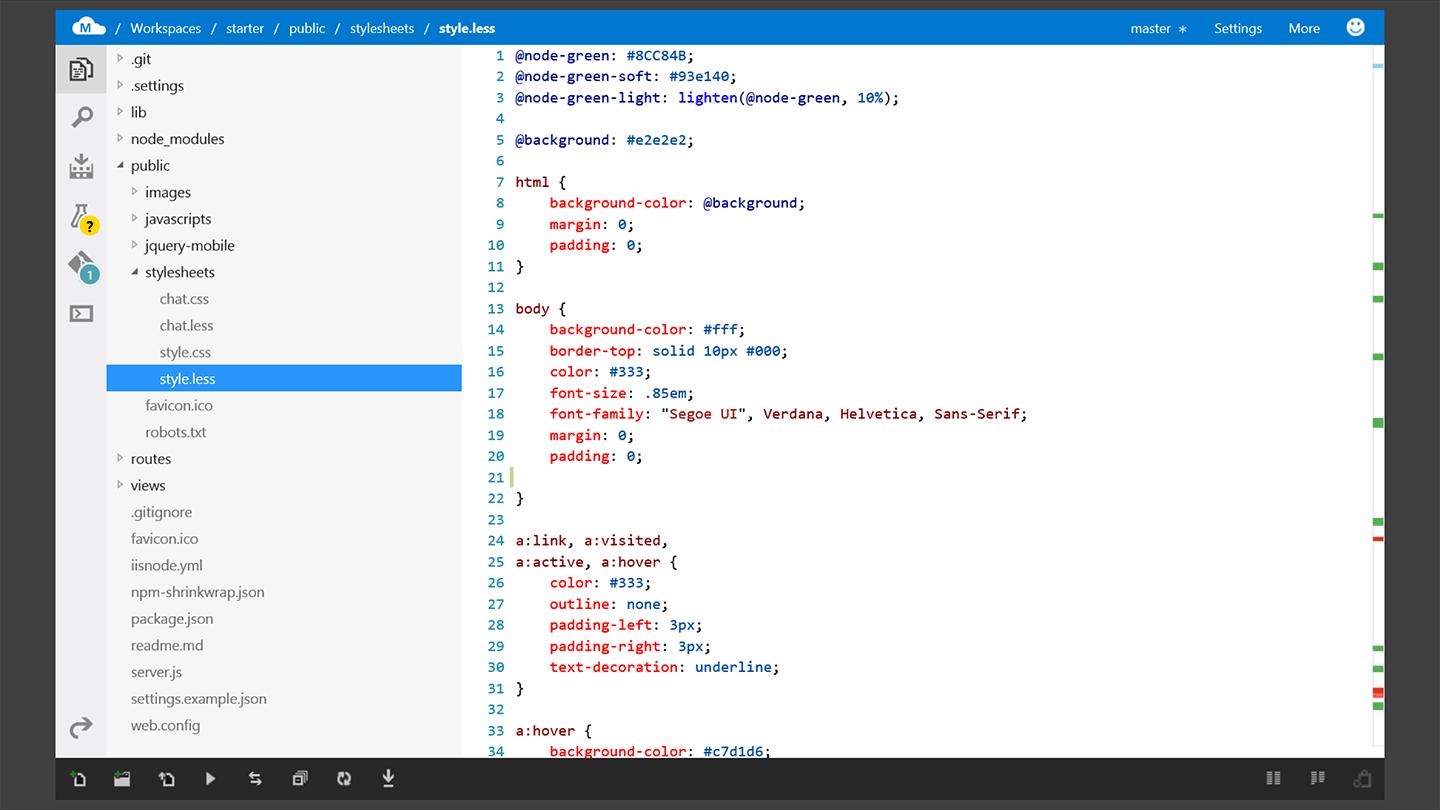 M / Workspaces / starter / public / stylesheets / style.less
master * Settings More
.git
.settings
lib
node_modules
public
images
javascripts
jquery-mobile
stylesheets
chat.css
chat.less
style.css
style.less
favicon.ico
robots.txt
routes
views
.gitignore
favicon.ico
iisnode.yml
npm-shrinkwrap.json
package.json
readme.md
server.js
settings.example.json
web.config
?
1
1 @node-green: #8CC84B;
2 @node-green-soft: #93e140;
3 @node-green-light: lighten(@node-green, 10%);
4
5 @background: #e2e2e2;
6
7 html {
8 background-color: @background;
9 margin: 0;
10 padding: 0;
11 }
12
13 body {
14 background-color: #fff;
15 border-top: solid 10px #000;
16 color: #333;
17 font-size: .85em;
18 font-family: "Segoe UI", Verdana, Helvetica, Sans-Serif;
19 margin: 0;
20 padding: 0;
21
22 }
23
24 a:link, a:visited,
25 a:active, a:hover {
26 color: #333;
27 outline: none;
28 padding-left: 3px;
29 padding-right: 3px;
30 text-decoration: underline;
31 }
32
33 a:hover {
34 background-color: #c7d1d6;